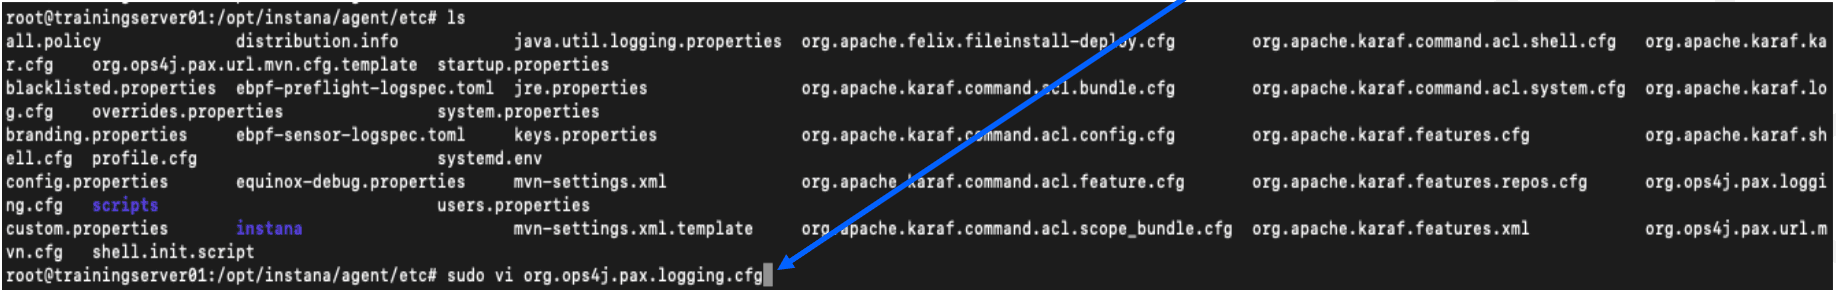 root@trainingserver01:/opt/instana/agent/etc# ls
all.policy distribution.info java.util.logging.properties org.apache.felix.fileinstall-deploy.cfg org.apache.karaf.command.acl.shell.cfg org.apache.karaf.ka
r.cfg org.ops4j.pax.url.mvn.cfg.template startup.properties
blacklisted.properties ebpf-preflight-logspec.toml jre.properties org.apache.karaf.command.acl.bundle.cfg org.apache.karaf.command.acl.system.cfg org.apache.karaf.lo
g.cfg overrides.properties system.properties
branding.properties ebpf-sensor-logspec.toml keys.properties org.apache.karaf.command.acl.config.cfg org.apache.karaf.features.cfg org.apache.karaf.sh
ell.cfg profile.cfg systemd.env
config.properties equinox-debug.properties mvn-settings.xml org.apache.karaf.command.acl.feature.cfg org.apache.karaf.features.repos.cfg org.ops4j.pax.loggi
ng.cfg scripts users.properties
custom.properties instana mvn-settings.xml.template org.apache.karaf.command.acl.scope_bundle.cfg org.apache.karaf.features.xml org.ops4j.pax.url.m
vn.cfg shell.init.script
root@trainingserver01:/opt/instana/agent/etc# sudo vi org.ops4j.pax.logging.cfg